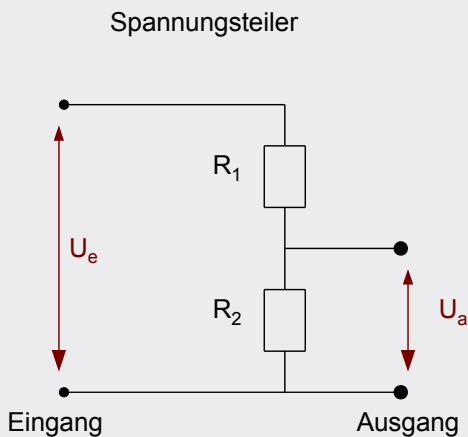 Spannungsteiler
R₁
Uₑ
R₂
Uₐ
Eingang
Ausgang